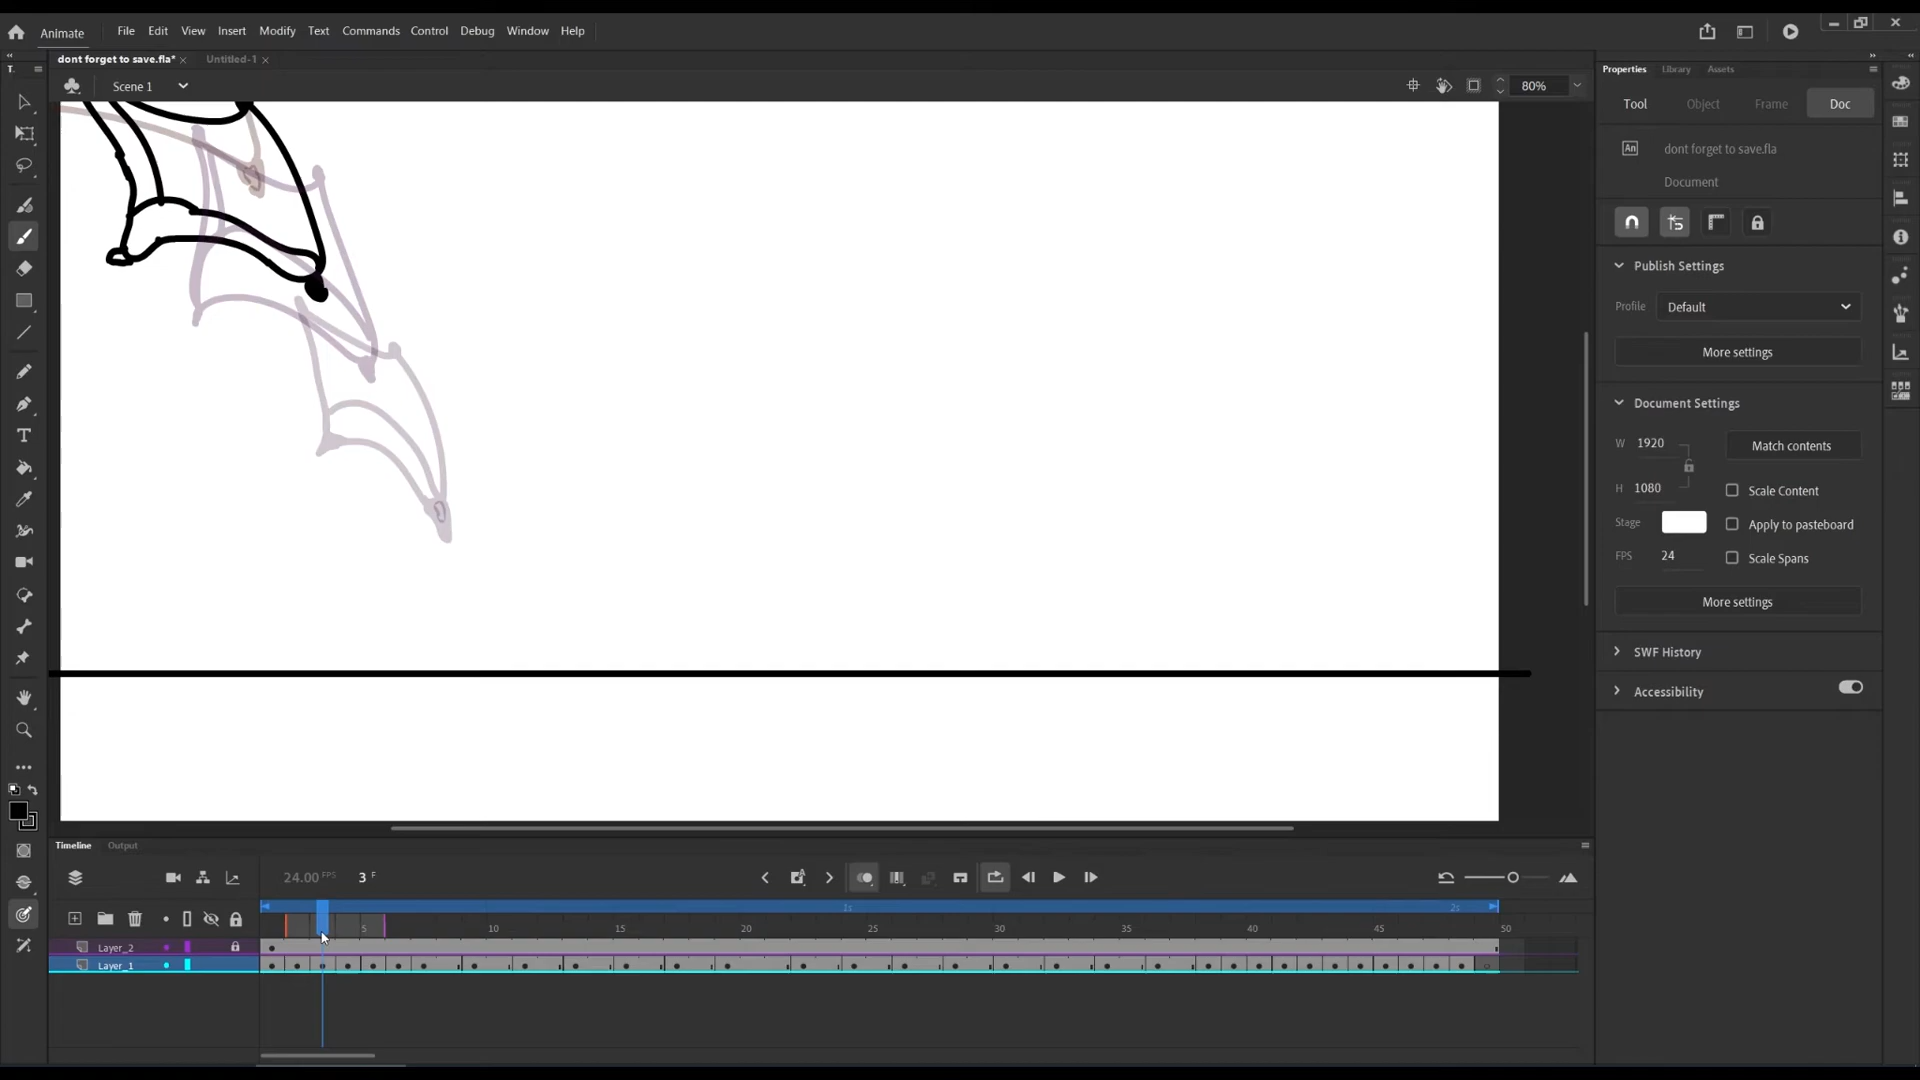 Animate File Edit View Insert Modify Text Commands Control Debug Window Help
dont forget to save.fla* Untitled-1
T. Scene 1 80%
Properties Library Assets
Tool Object Frame Doc
An dont forget to save.fla
Document
Publish Settings
Profile Default
More settings
Document Settings
W 1920 Match contents
H 1080 Scale Content
Stage Apply to pasteboard
FPS 24 Scale Spans
More settings
SWF History
Accessibility
Timeline Output
24.00 FPS 3 F
1s 2s
5 10 15 20 25 30 35 40 45 50
Layer_2
Layer_1